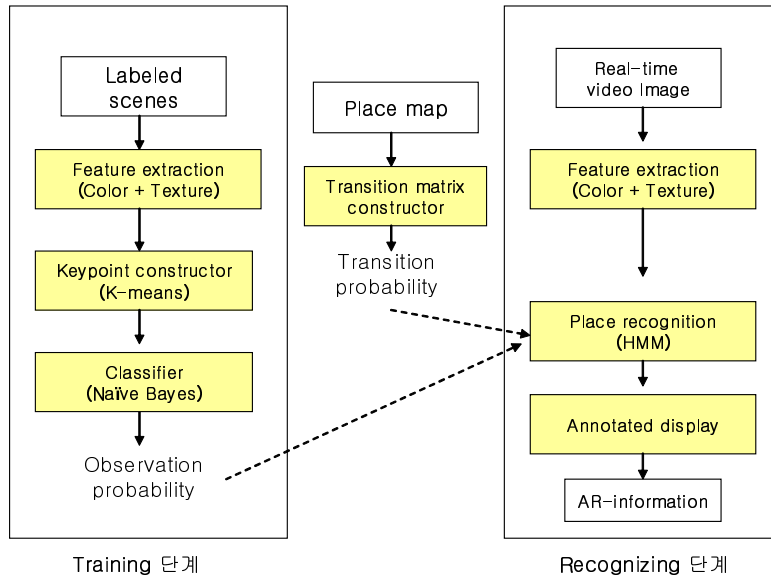 Labeled
scenes
Feature extraction
(Color + Texture)
Keypoint constructor
(K-means)
Classifier
(Naïve Bayes)
Observation
probability
Training 단계
Place map
Transition matrix
constructor
Transition
probability
Real-time
video Image
Feature extraction
(Color + Texture)
Place recognition
(HMM)
Annotated display
AR-information
Recognizing 단계